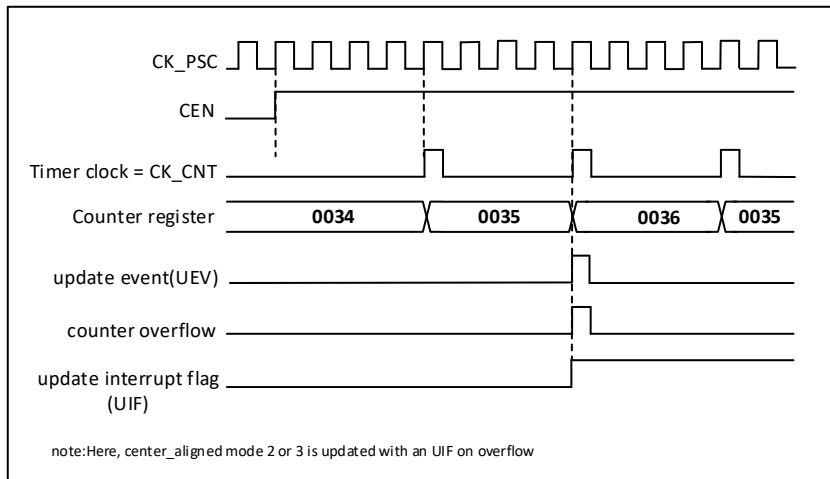 CK_PSC
CEN
Timer clock = CK_CNT
Counter register
0034
0035
0036
0035
update event(UEV)
counter overflow
update interrupt flag
(UIF)
note:Here, center_aligned mode 2 or 3 is updated with an UIF on overflow